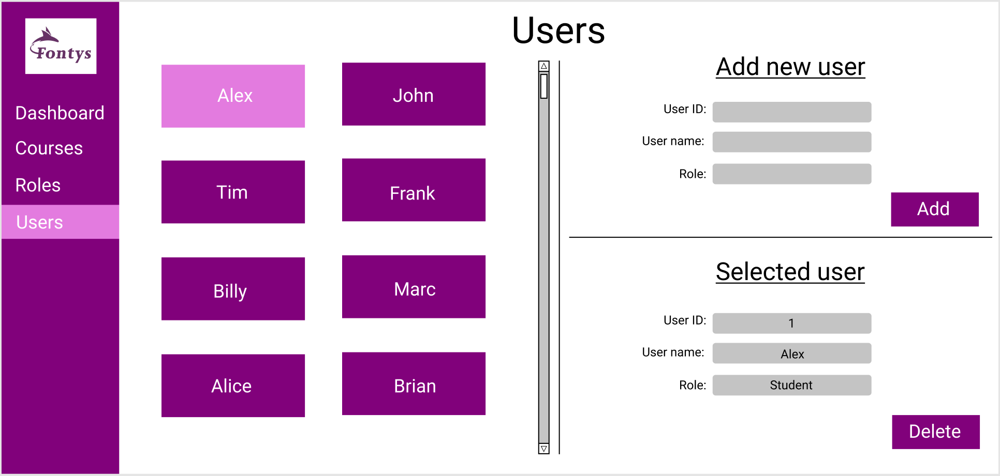 Fontys
Dashboard
Courses
Roles
Users
Users
Alex
John
Tim
Frank
Billy
Marc
Alice
Brian
Add new user
User ID:
User name:
Role:
Add
Selected user
User ID: 1
User name: Alex
Role: Student
Delete